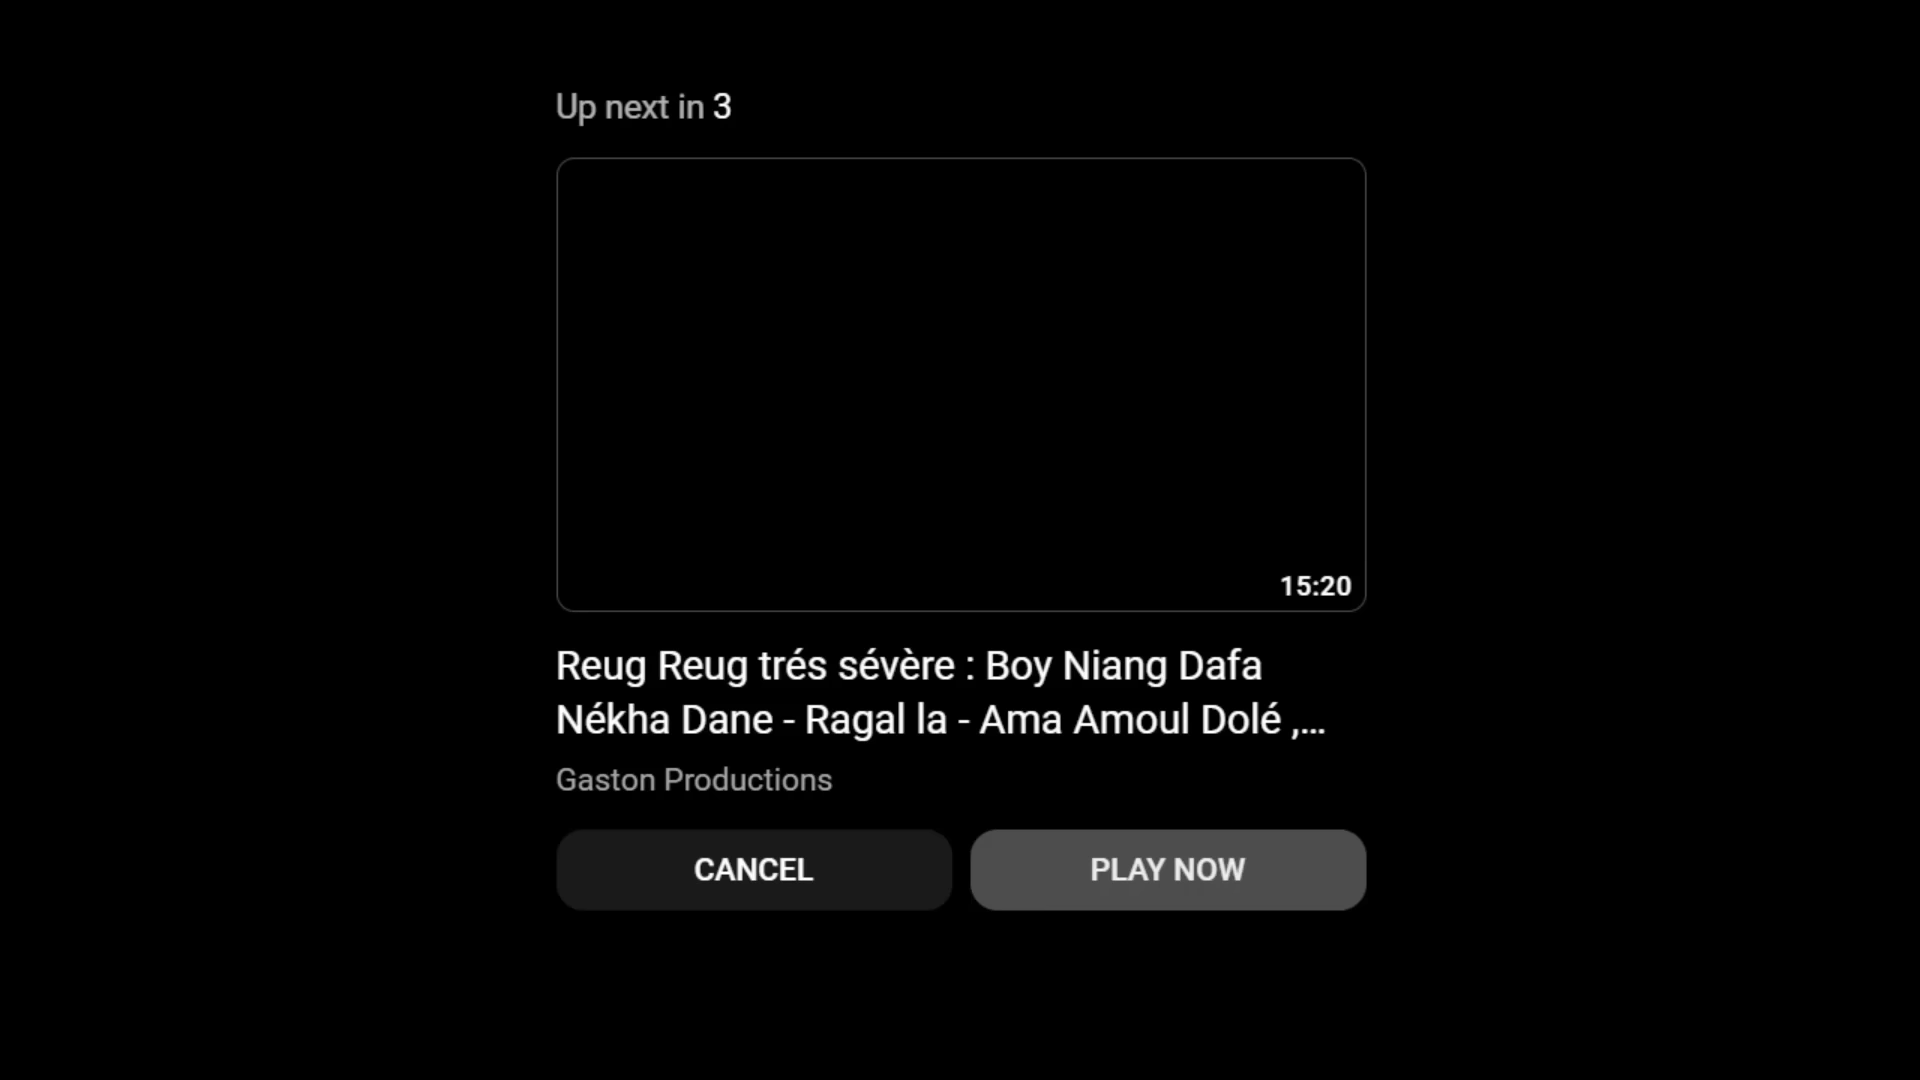 Up next in 3
15:20
Reug Reug trés sévère : Boy Niang Dafa
Nékha Dane - Ragal la - Ama Amoul Dolé ,...
Gaston Productions
CANCEL
PLAY NOW